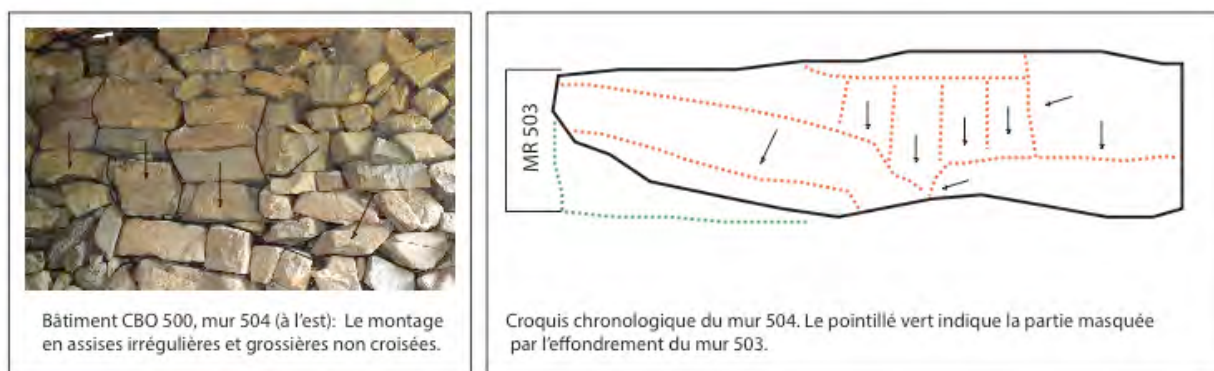 Bâtiment CBO 500, mur 504 (à l'est): Le montage
en assises irrégulières et grossières non croisées.
MR 503
Croquis chronologique du mur 504. Le pointillé vert indique la partie masquée
par l'effondrement du mur 503.